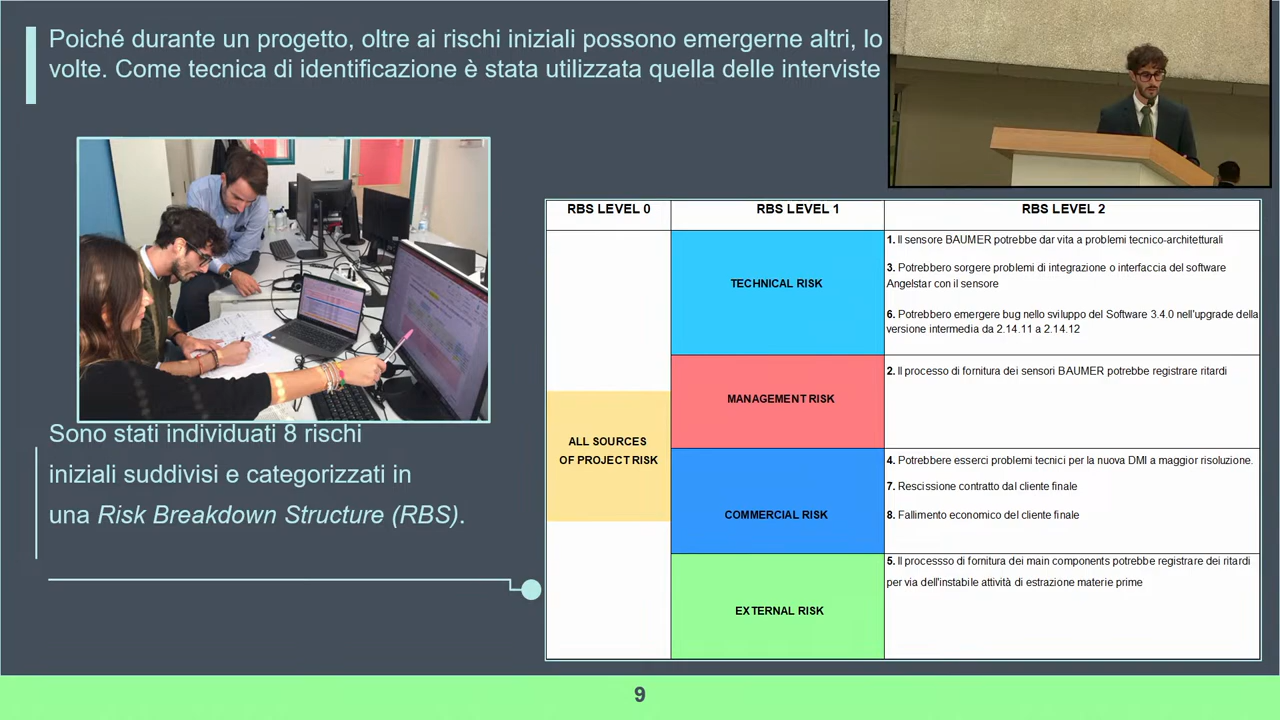 Poiché durante un progetto, oltre ai rischi iniziali possono emergerne altri, lo
volte. Come tecnica di identificazione è stata utilizzata quella delle interviste
RBS LEVEL 0
RBS LEVEL 1
RBS LEVEL 2
ALL SOURCES
OF PROJECT RISK
TECHNICAL RISK
1. Il sensore BAUMER potrebbe dar vita a problemi tecnico-architetturali
3. Potrebbero sorgere problemi di integrazione o interfaccia del software
Angelstar con il sensore
6. Potrebbero emergere bug nello sviluppo del Software 3.4.0 nell'upgrade della
versione intermedia da 2.14.11 a 2.14.12
MANAGEMENT RISK
2. Il processo di fornitura dei sensori BAUMER potrebbe registrare ritardi
COMMERCIAL RISK
4. Potrebbere esserci problemi tecnici per la nuova DMI a maggior risoluzione.
7. Rescissione contratto dal cliente finale
8. Fallimento economico del cliente finale
EXTERNAL RISK
5. Il processso di fornitura dei main components potrebbe registrare dei ritardi
per via dell'instabile attività di estrazione materie prime
Sono stati individuati 8 rischi
iniziali suddivisi e categorizzati in
una Risk Breakdown Structure (RBS).
9